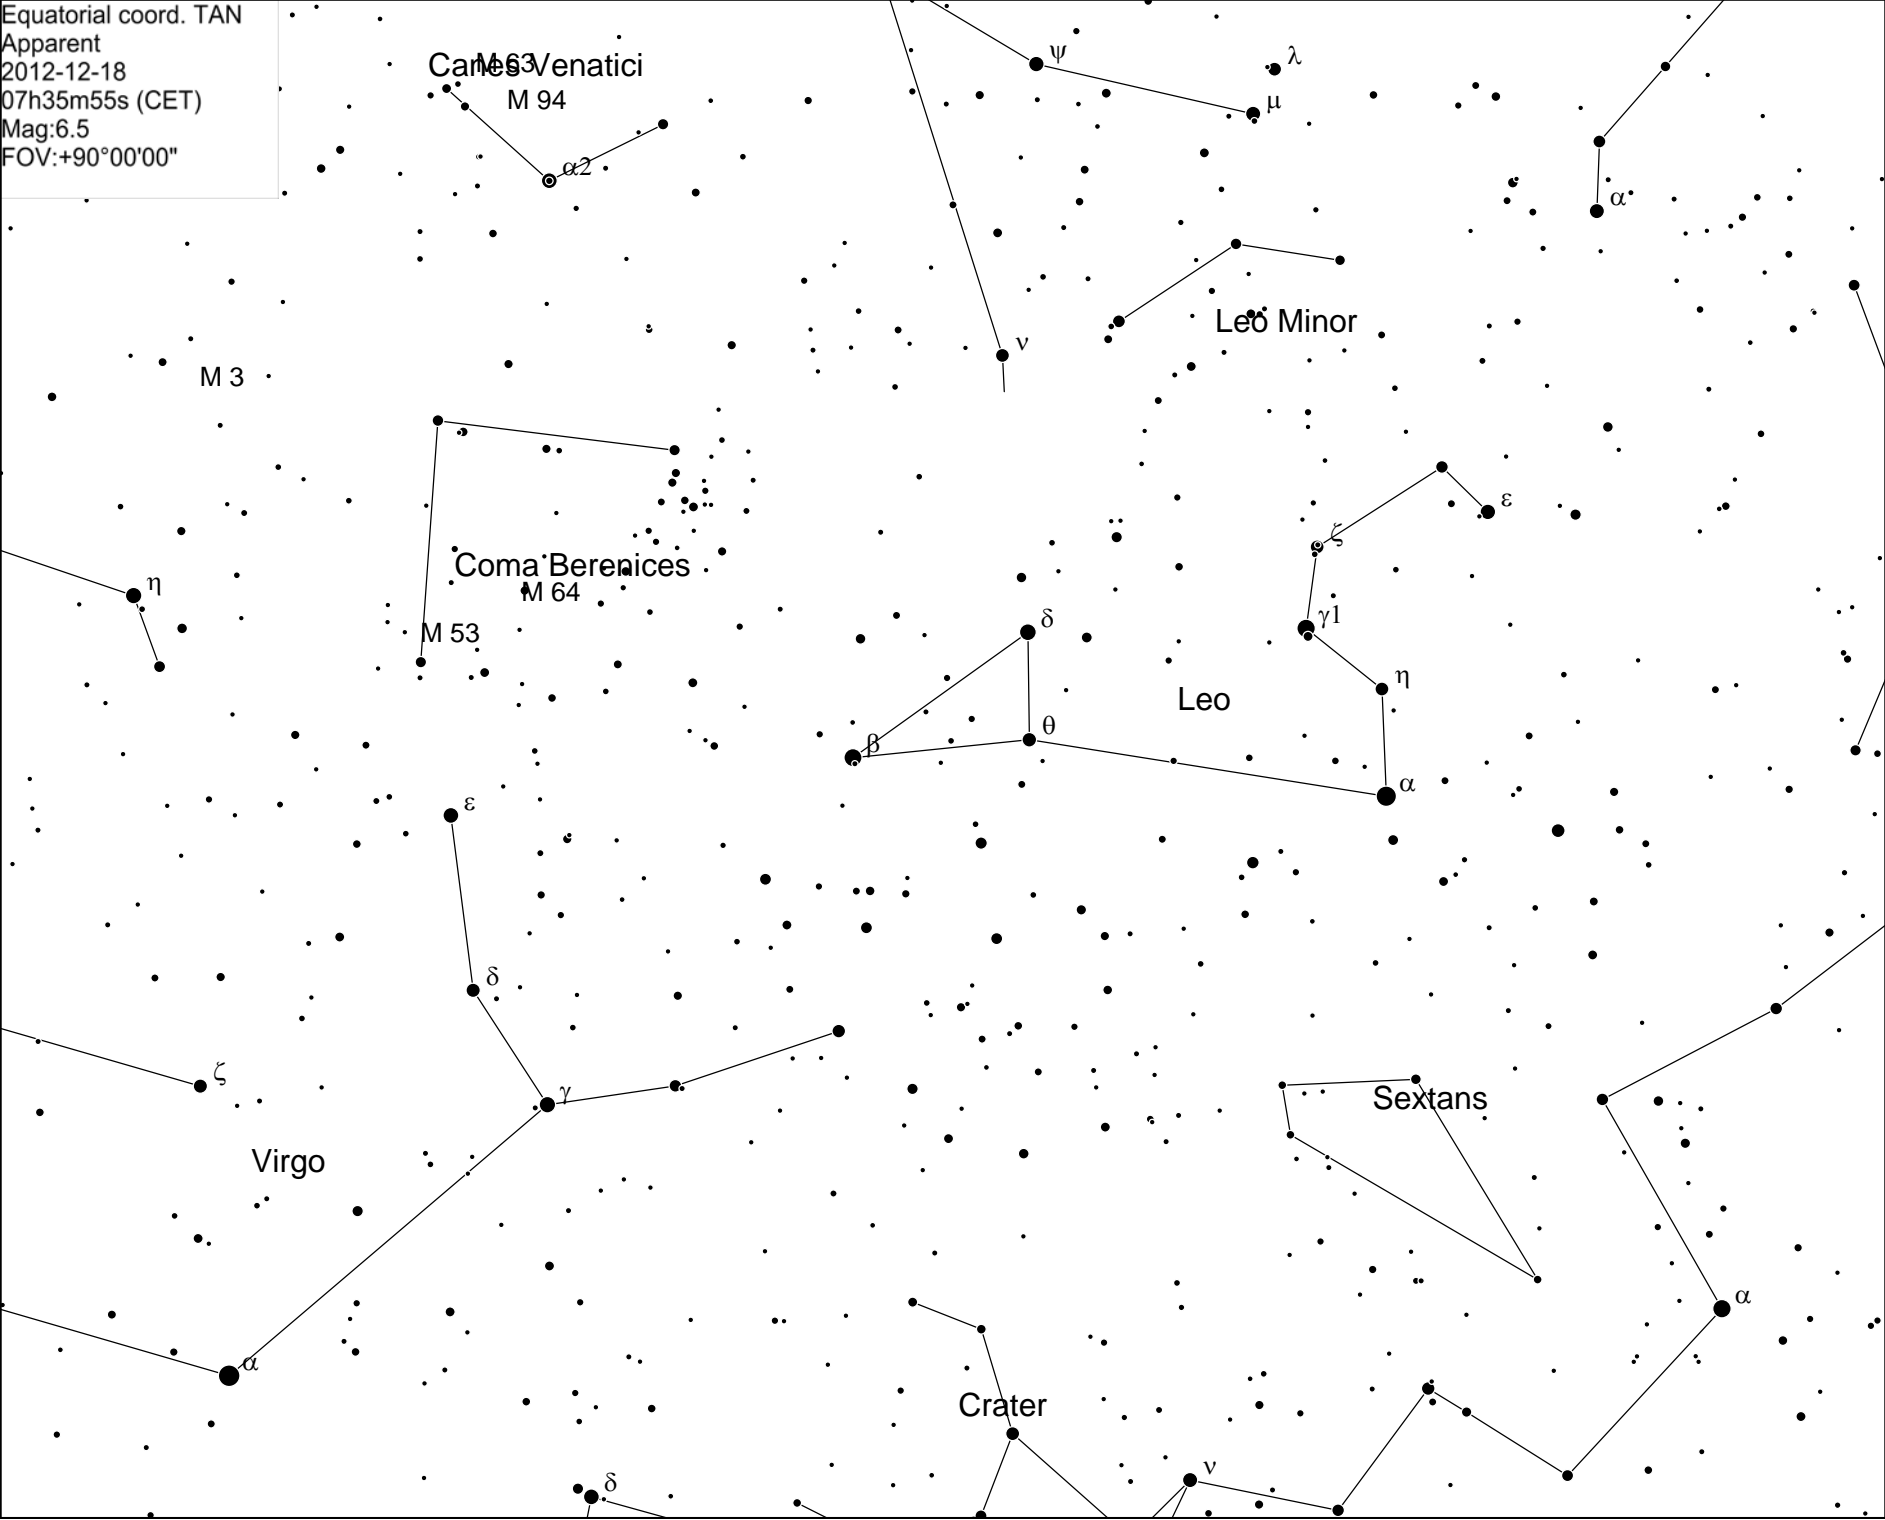 Equatorial coord. TAN
Apparent
2012-12-18
07h35m55s (CET)
Mag:6.5
FOV:+90°00'00"
Canes Venatici
M 63
M 94
α2
ψ
λ
μ
α
ν
Leo Minor
M 3
ε
ζ
Coma Berenices
M 64
η
M 53
δ
γ1
η
Leo
θ
β
α
ε
δ
ζ
γ
Sextans
Virgo
α
α
Crater
ν
δ